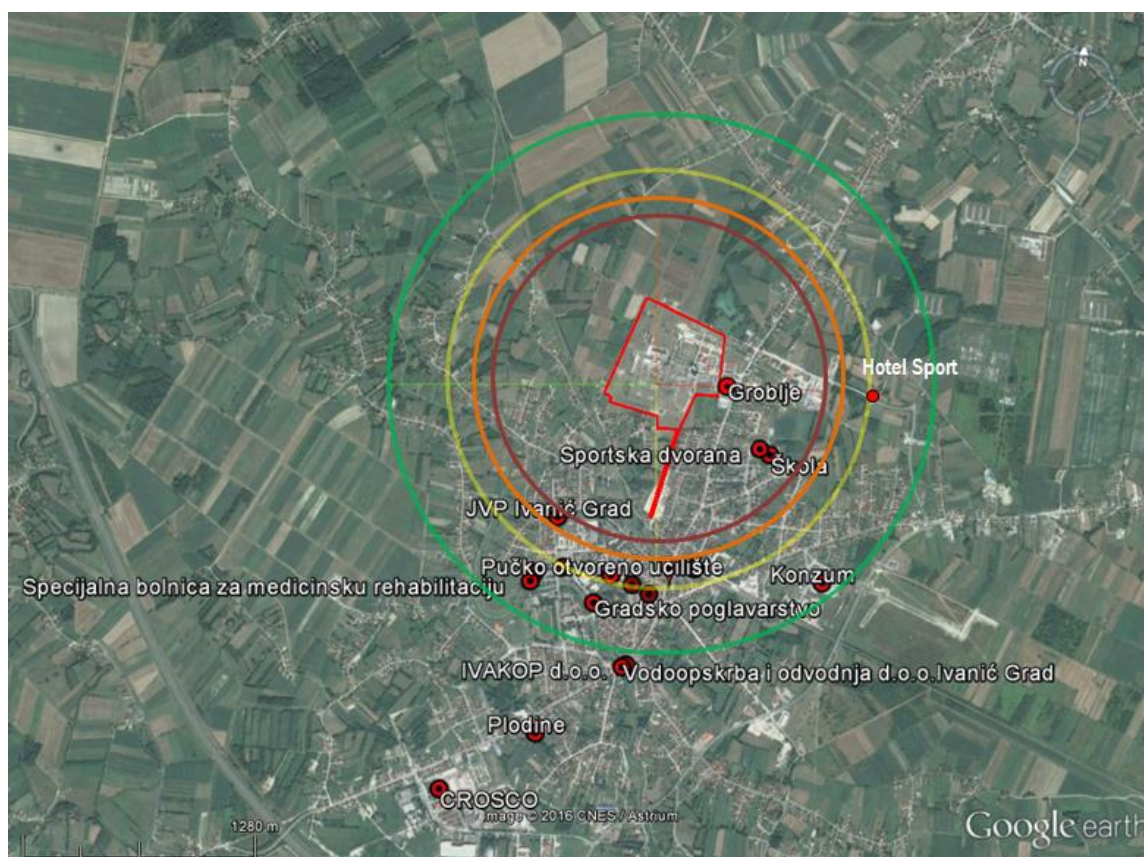 N
Hotel Sport
Groblje
Sportska dvorana
Škola
JVP Ivanić Grad
Pučko otvoreno učilište
Konzum
Specijalna bolnica za medicinsku rehabilitaciju
Gradsko poglavarstvo
IVAKOP d.o.o.
Vodoopskrba i odvodnja d.o.o.Ivanić Grad
Plodine
CROSCO
Image © 2016 CNES / Astrium
1280 m
Google earth